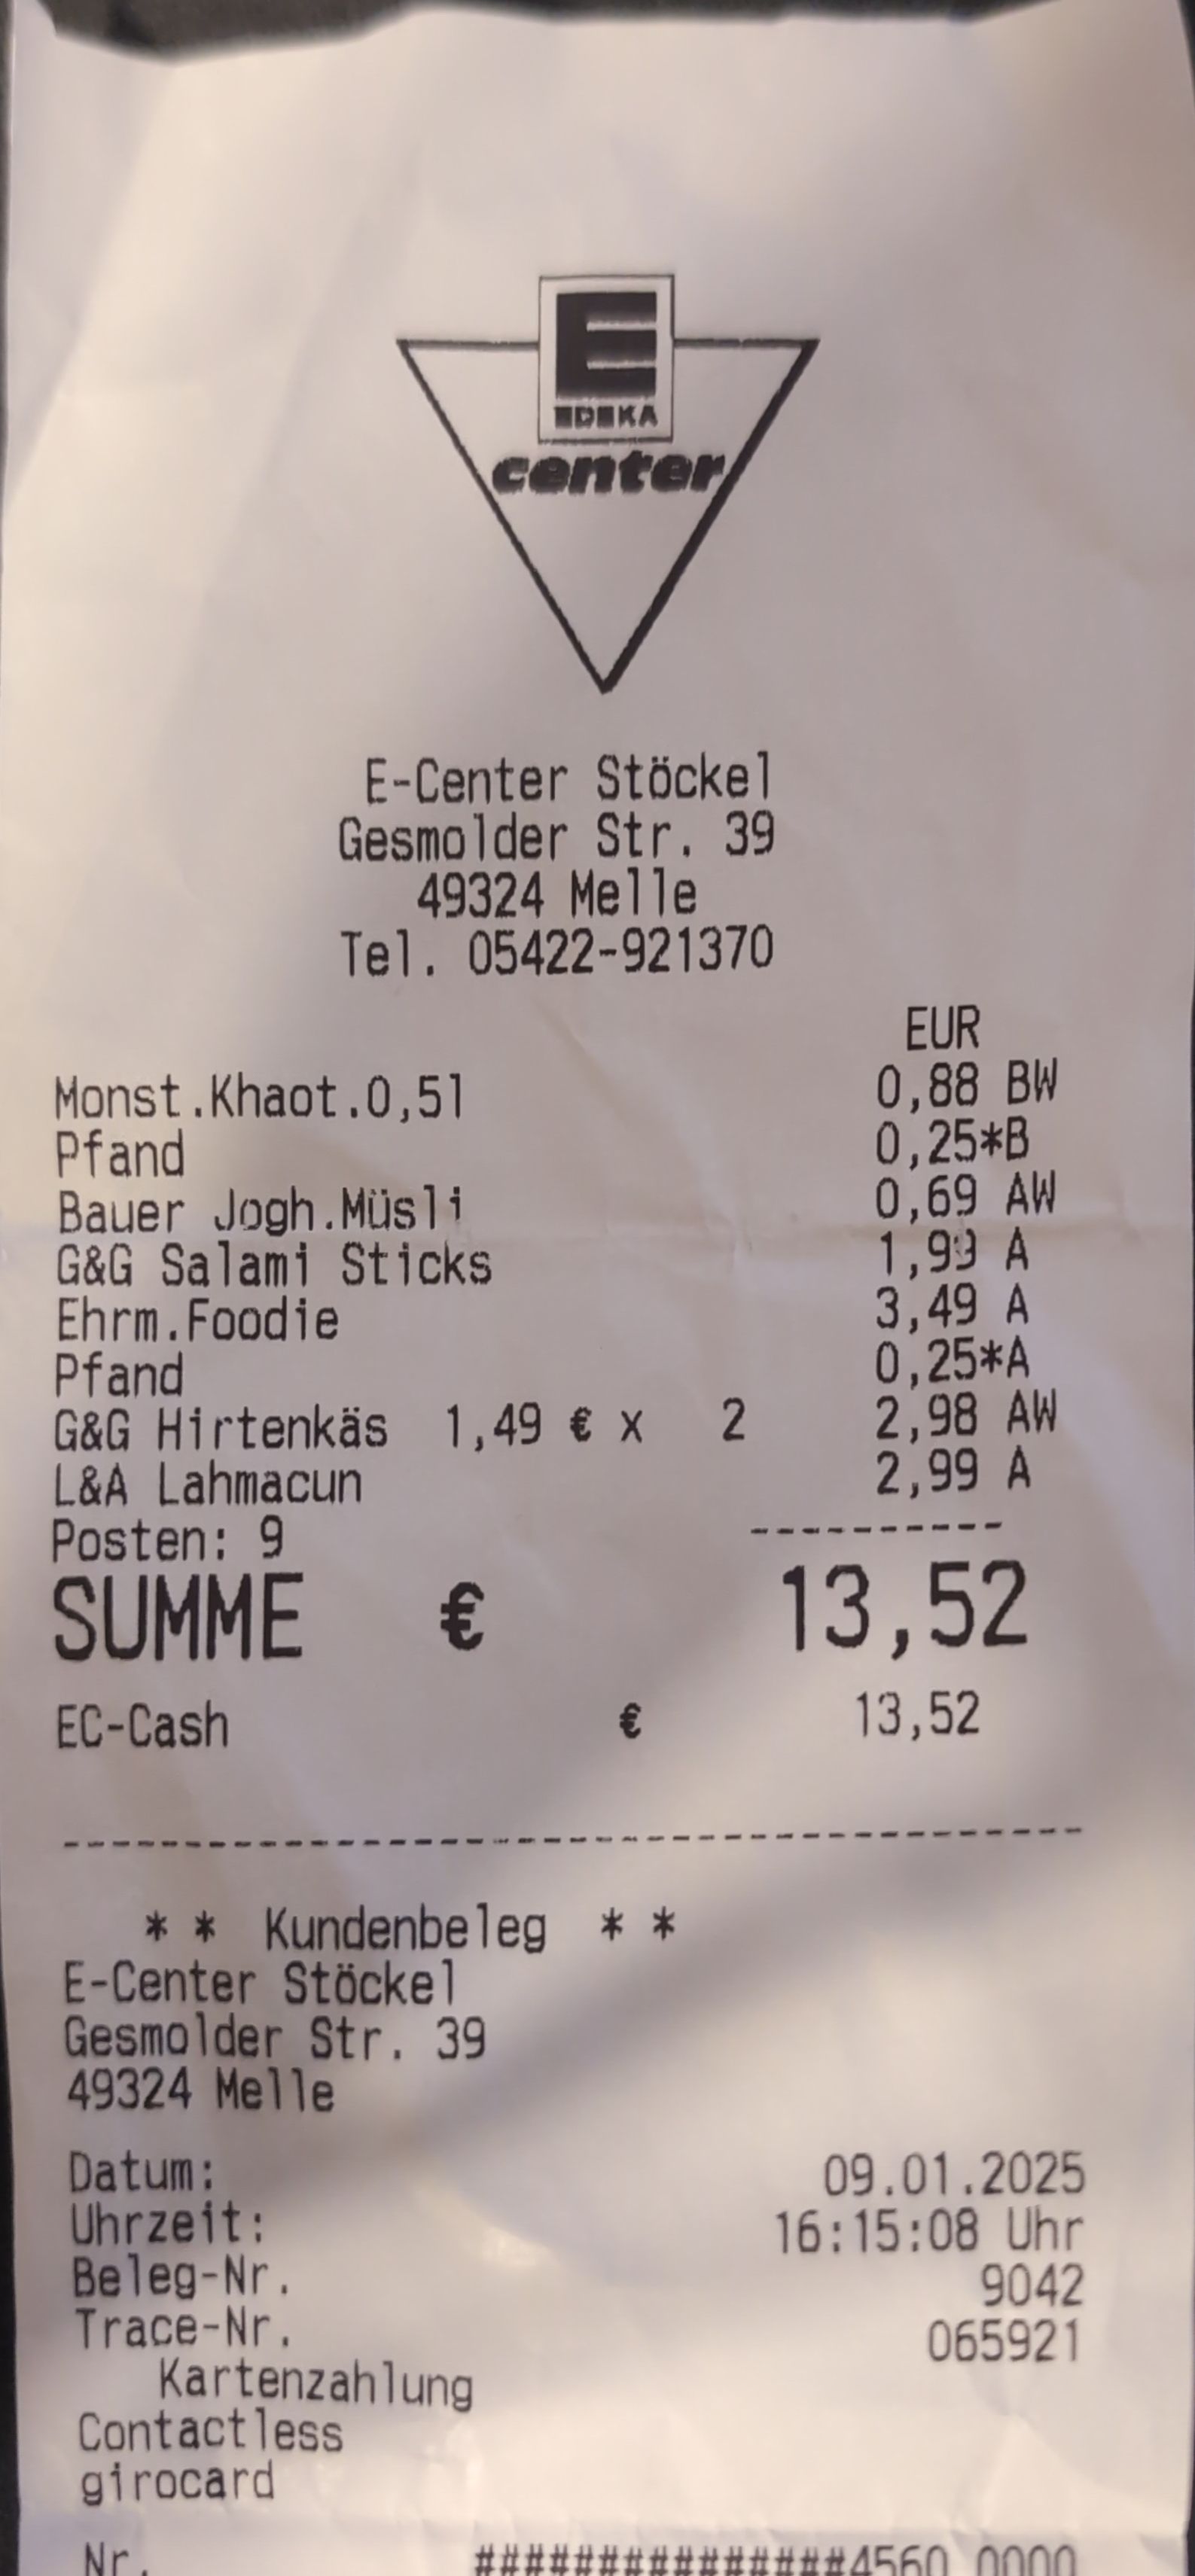 E
EDEKA
center
E-Center Stöckel
Gesmolder Str. 39
49324 Melle
Tel. 05422-921370
EUR
Monst.Khaot.0,5l 0,88 BW
Pfand 0,25*B
Bauer Jogh.Müsli 0,69 AW
G&G Salami Sticks 1,99 A
Ehrm.Foodie 3,49 A
Pfand 0,25*A
G&G Hirtenkäs 1,49 € x 2 2,98 AW
L&A Lahmacun 2,99 A
Posten: 9 ----------
SUMME € 13,52
EC-Cash € 13,52
----------------------------------------
* * Kundenbeleg * *
E-Center Stöckel
Gesmolder Str. 39
49324 Melle
Datum: 09.01.2025
Uhrzeit: 16:15:08 Uhr
Beleg-Nr. 9042
Trace-Nr. 065921
Kartenzahlung
Contactless
girocard
Nr. ###############4560 0000